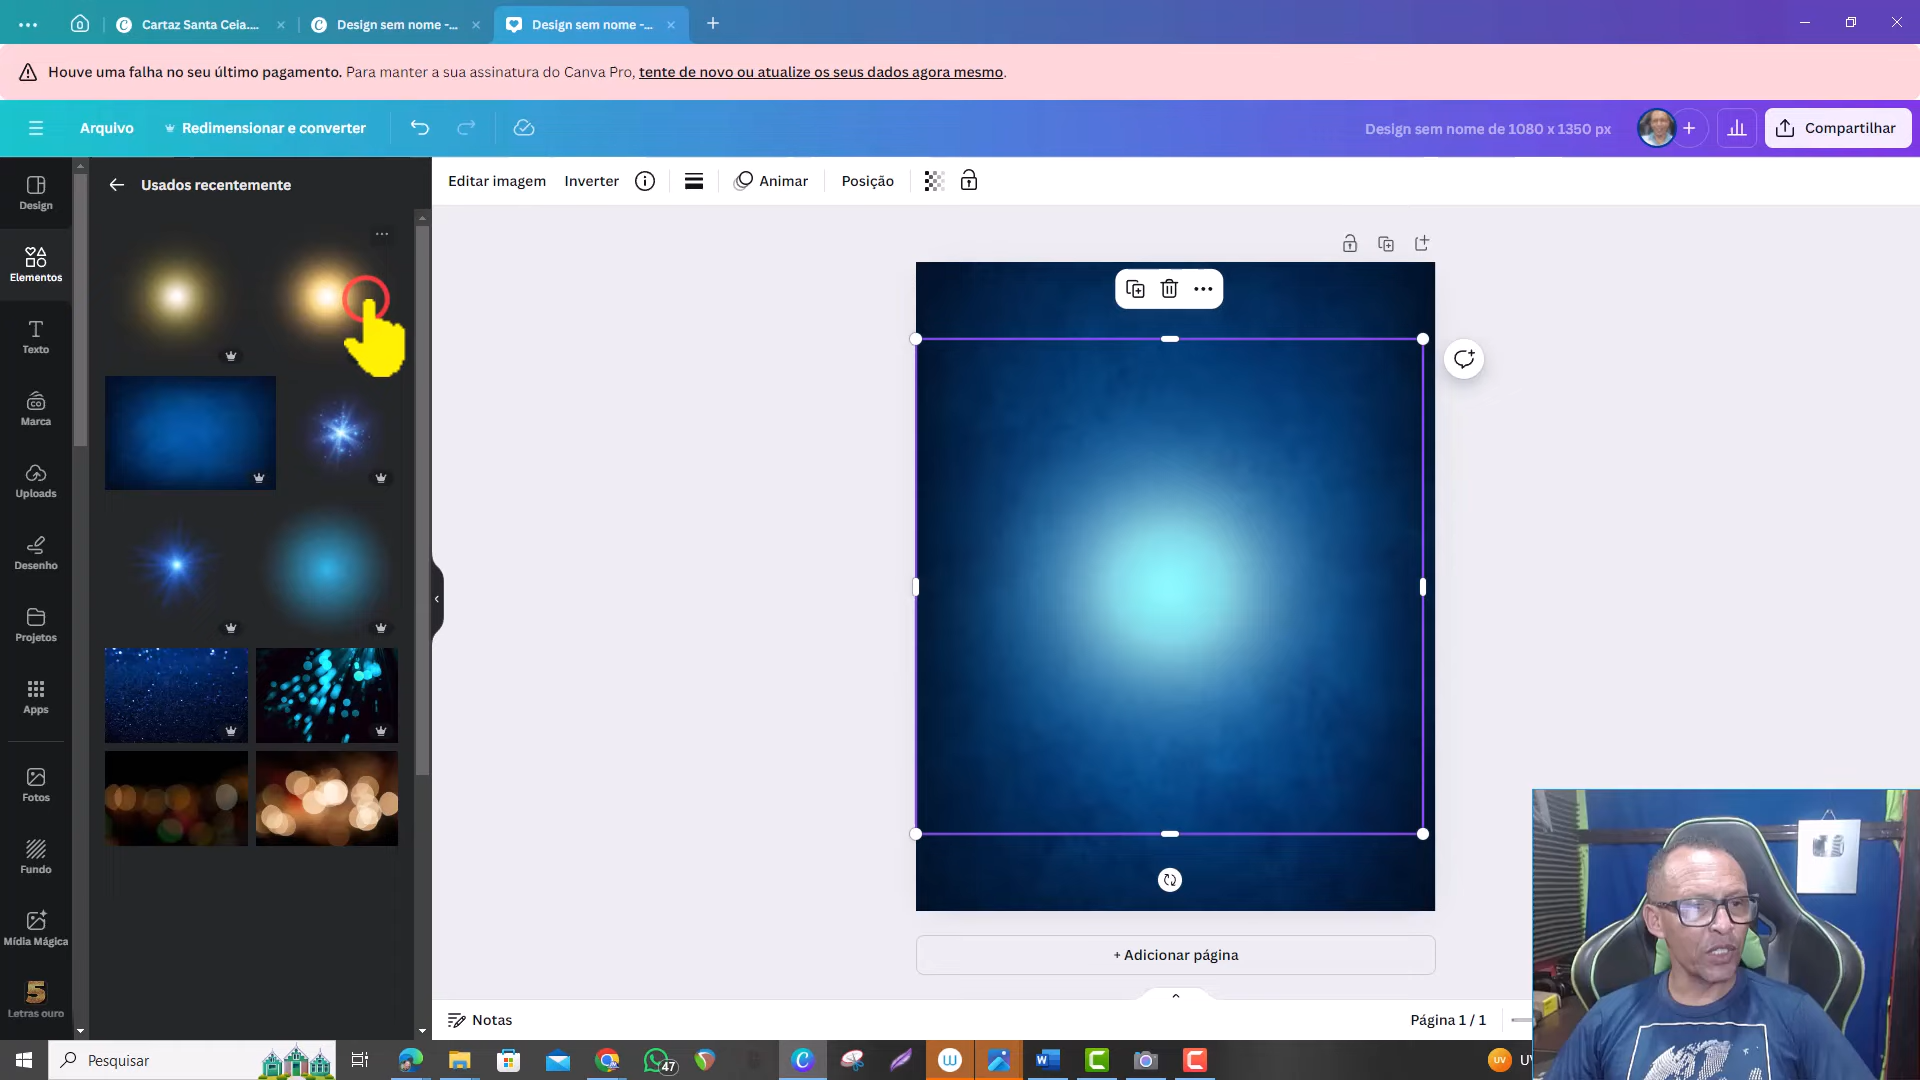 Cartaz Santa Ceia....
Design sem nome -...
Design sem nome -...
Houve uma falha no seu último pagamento. Para manter a sua assinatura do Canva Pro, tente de novo ou atualize os seus dados agora mesmo.
Arquivo
Redimensionar e converter
Design sem nome de 1080 x 1350 px
Compartilhar
Design
Elementos
Texto
Marca
Uploads
Desenho
Projetos
Apps
Fotos
Fundo
Mídia Mágica
Letras ouro
Usados recentemente
Editar imagem
Inverter
Animar
Posição
+ Adicionar página
Notas
Página 1 / 1
Pesquisar
47
UV